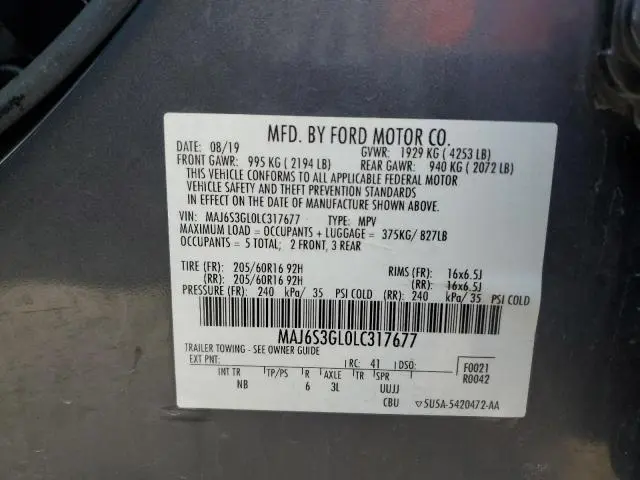 MFD. BY FORD MOTOR CO.
DATE: 08/19 GVWR: 1929 KG ( 4253 LB)
FRONT GAWR: 995 KG ( 2194 LB) REAR GAWR: 940 KG ( 2072 LB)
THIS VEHICLE CONFORMS TO ALL APPLICABLE FEDERAL MOTOR
VEHICLE SAFETY AND THEFT PREVENTION STANDARDS
IN EFFECT ON THE DATE OF MANUFACTURE SHOWN ABOVE.
VIN: MAJ6S3GL0LC317677 TYPE: MPV
MAXIMUM LOAD = OCCUPANTS + LUGGAGE = 375KG/ 827LB
OCCUPANTS = 5 TOTAL; 2 FRONT, 3 REAR
TIRE (FR): 205/60R16 92H RIMS (FR): 16x6.5J
(RR): 205/60R16 92H (RR): 16x6.5J
PRESSURE (FR): 240 kPa/ 35 PSI COLD (RR): 240 kPa/ 35 PSI COLD
MAJ6S3GL0LC317677
TRAILER TOWING - SEE OWNER GUIDE
EXT PNT: RC: 41 DSO: F0021
R0042
INT TR TP/PS R AXLE TR SPR
NB 6 3L UUJJ
CBU ▽5U5A-5420472-AA